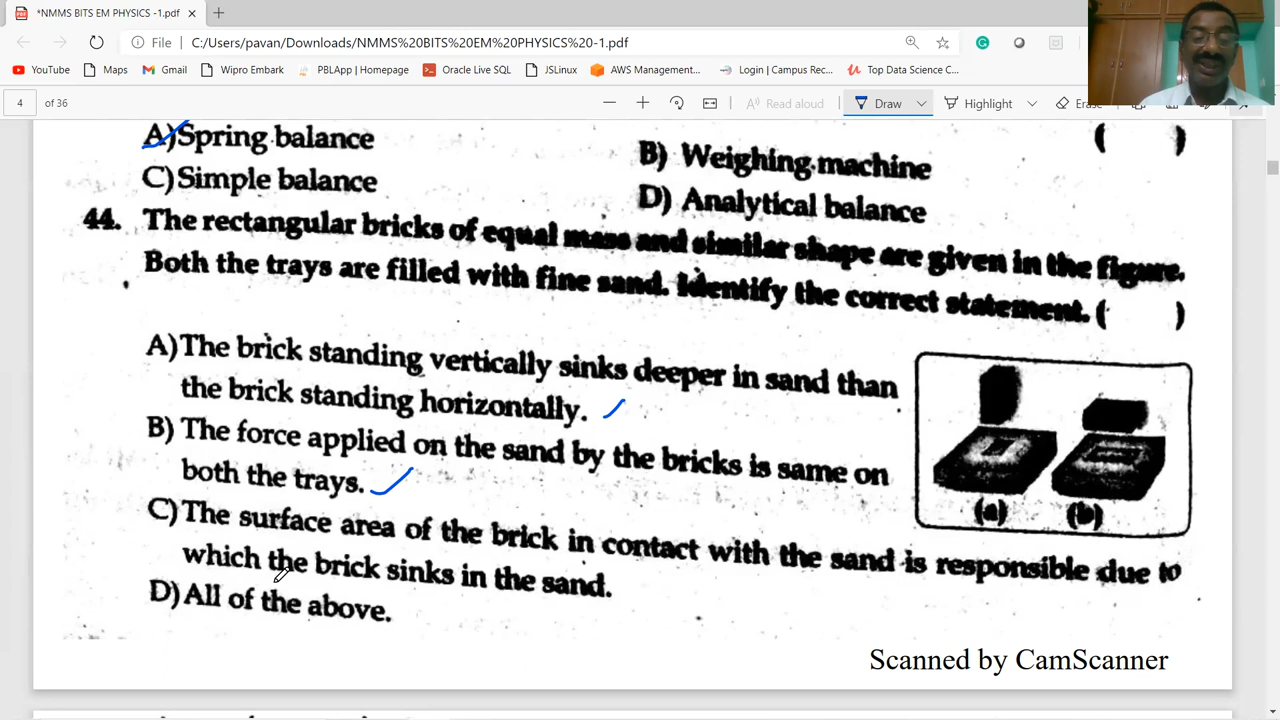 *NMMS BITS EM PHYSICS -1.pdf
File
C:/Users/pavan/Downloads/NMMS%20BITS%20EM%20PHYSICS%20-1.pdf
YouTube Maps Gmail Wipro Embark PBLApp | Homepage Oracle Live SQL JSLinux AWS Management... Login | Campus Rec... Top Data Science C...
4 of 36
Read aloud
Draw
Highlight
Erase
A) Spring balance ( )
B) Weighing machine
C) Simple balance
D) Analytical balance
44. The rectangular bricks of equal mass and similar shape are given in the figure.
Both the trays are filled with fine sand. Identify the correct statement. ( )
A) The brick standing vertically sinks deeper in sand than
the brick standing horizontally.
B) The force applied on the sand by the bricks is same on
both the trays.
(a) (b)
C) The surface area of the brick in contact with the sand is responsible due to
which the brick sinks in the sand.
D) All of the above.
Scanned by CamScanner